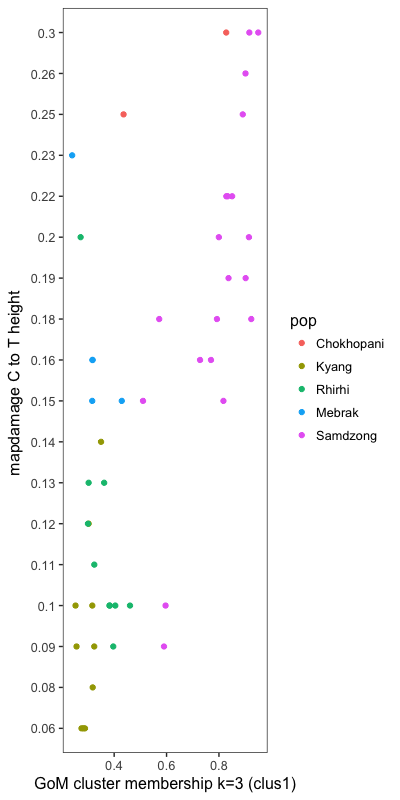 mapdamage C to T height
0.3
0.26
0.25
0.23
0.22
0.2
0.19
0.18
0.16
0.15
0.14
0.13
0.12
0.11
0.1
0.09
0.08
0.06
0.4 0.6 0.8
GoM cluster membership k=3 (clus1)
pop
Chokhopani
Kyang
Rhirhi
Mebrak
Samdzong